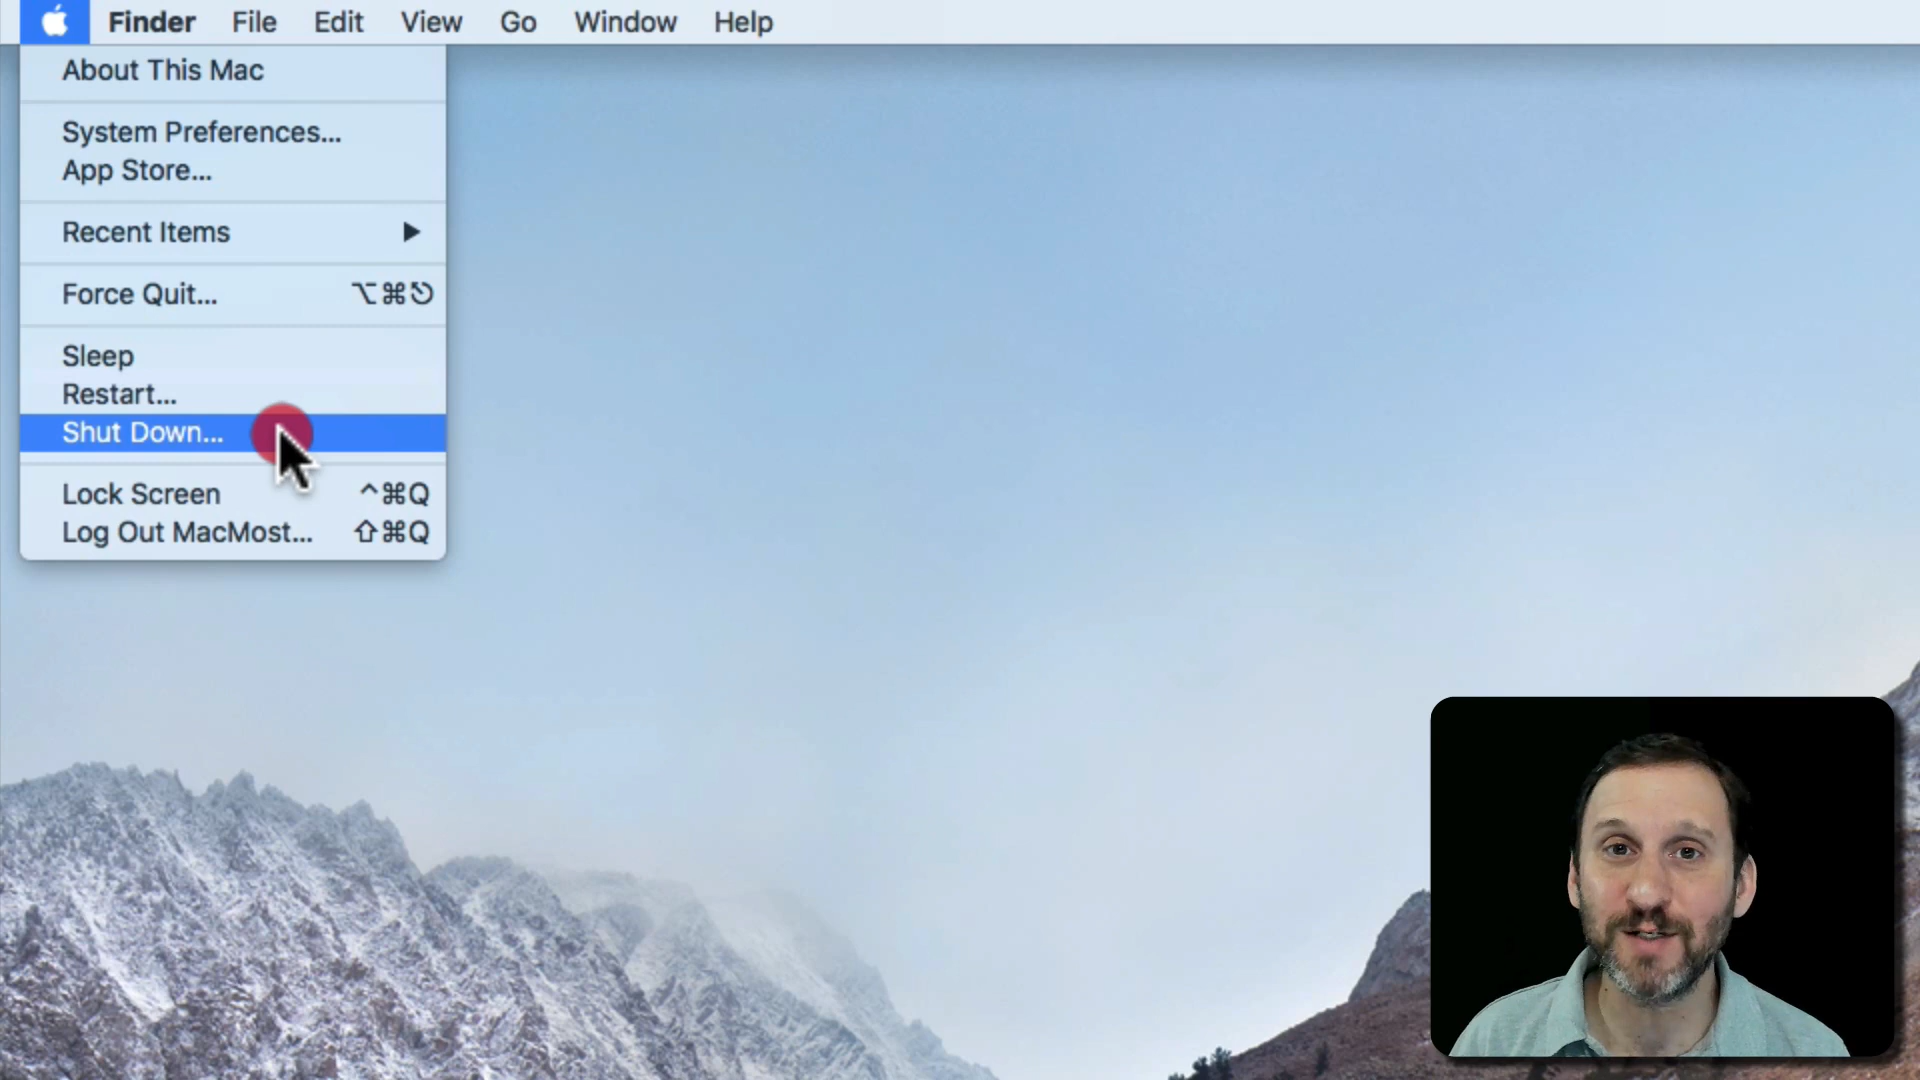 Finder File Edit View Go Window Help
About This Mac
System Preferences...
App Store...
Recent Items ▶
Force Quit... ⌥⌘⎋
Sleep
Restart...
Shut Down...
Lock Screen ^⌘Q
Log Out MacMost... ⇧⌘Q